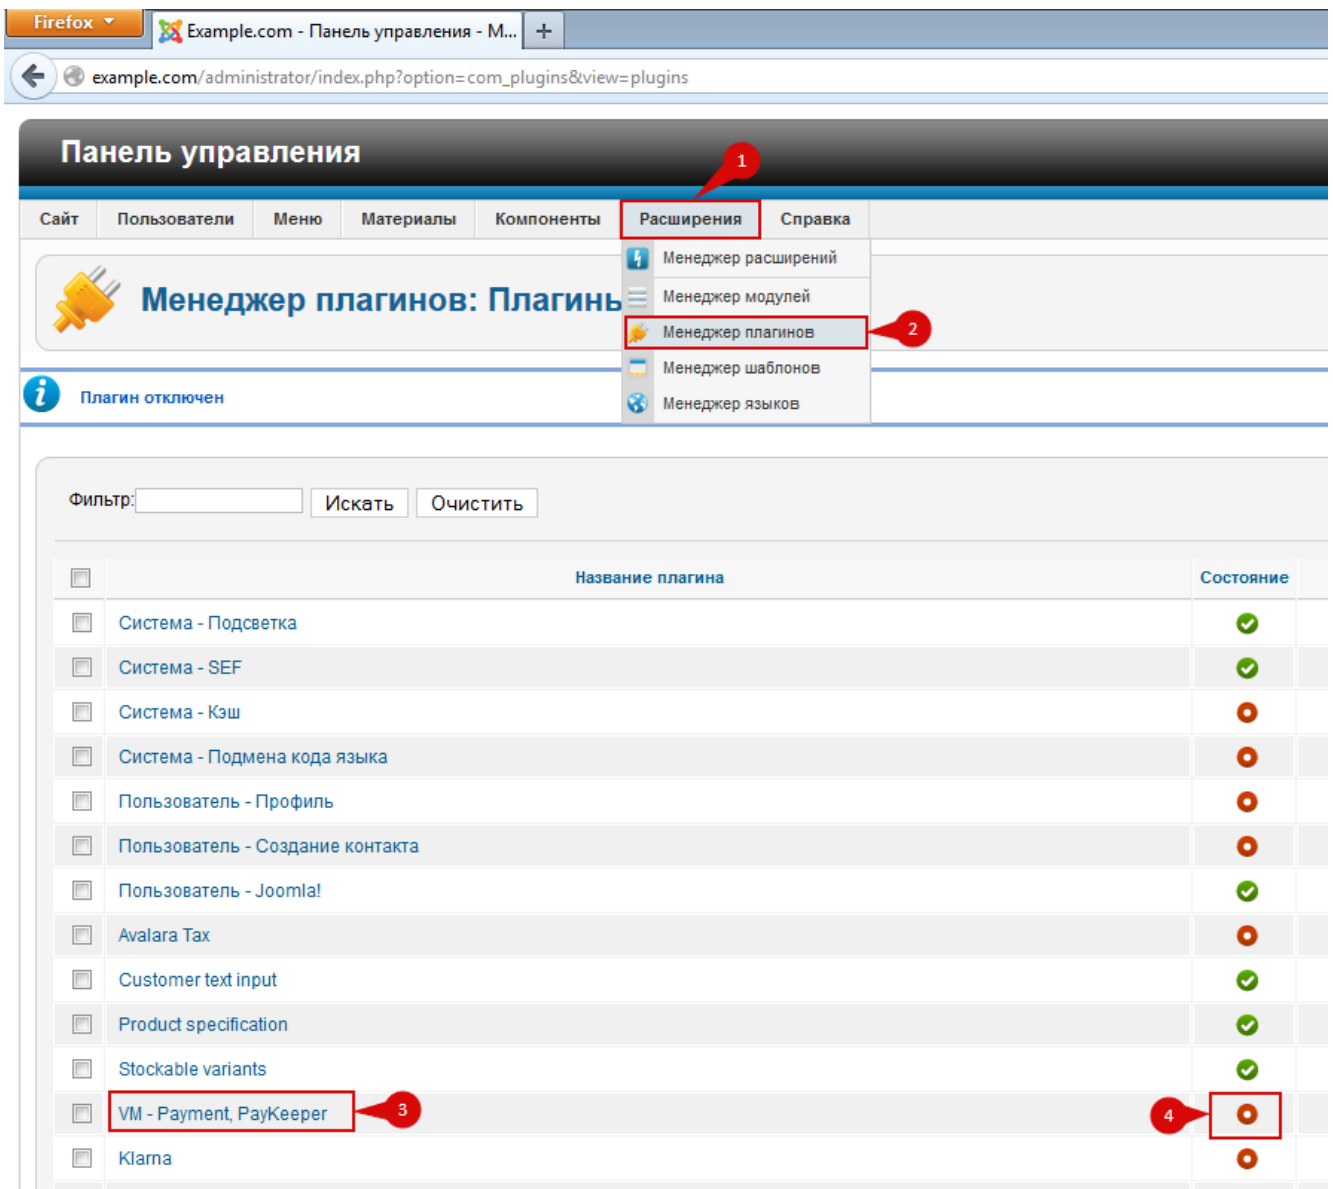 Firefox
Example.com - Панель управления - М...
example.com/administrator/index.php?option=com_plugins&view=plugins
Панель управления
1
Сайт Пользователи Меню Материалы Компоненты Расширения Справка
Менеджер расширений
Менеджер плагинов: Плагины
Менеджер модулей
Менеджер плагинов
2
Менеджер шаблонов
Плагин отключен
Менеджер языков
Фильтр: Искать Очистить
Название плагина Состояние
Система - Подсветка
Система - SEF
Система - Кэш
Система - Подмена кода языка
Пользователь - Профиль
Пользователь - Создание контакта
Пользователь - Joomla!
Avalara Tax
Customer text input
Product specification
Stockable variants
VM - Payment, PayKeeper
3
4
Klarna